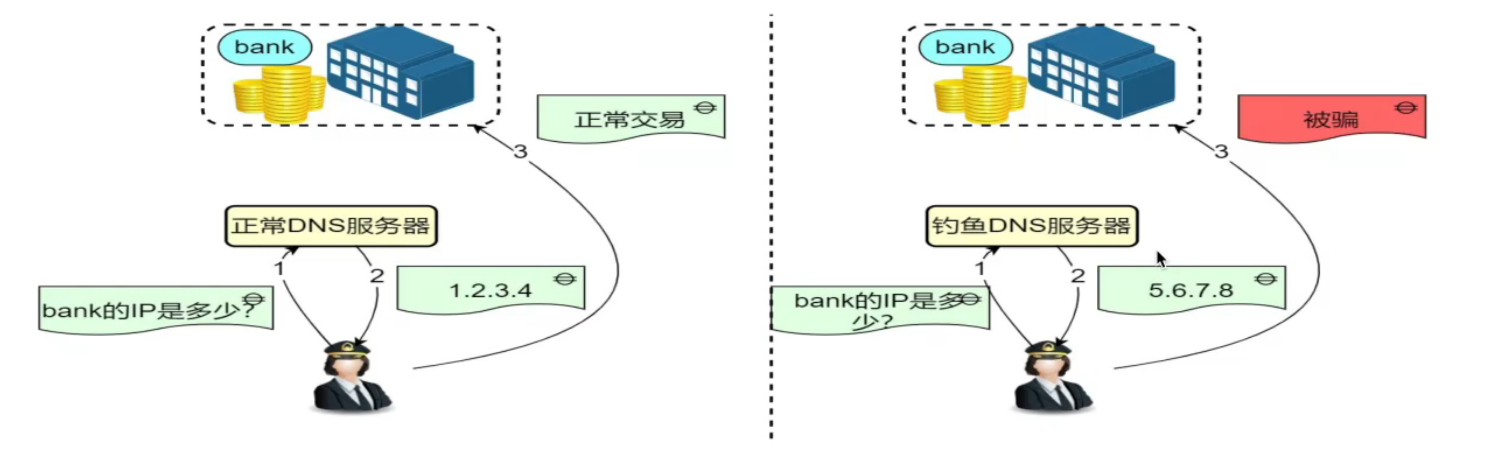 bank
正常交易
3
正常DNS服务器
1
2
bank的IP是多少?
1.2.3.4
bank
被骗
3
钓鱼DNS服务器
1
2
bank的IP是多
少?
5.6.7.8